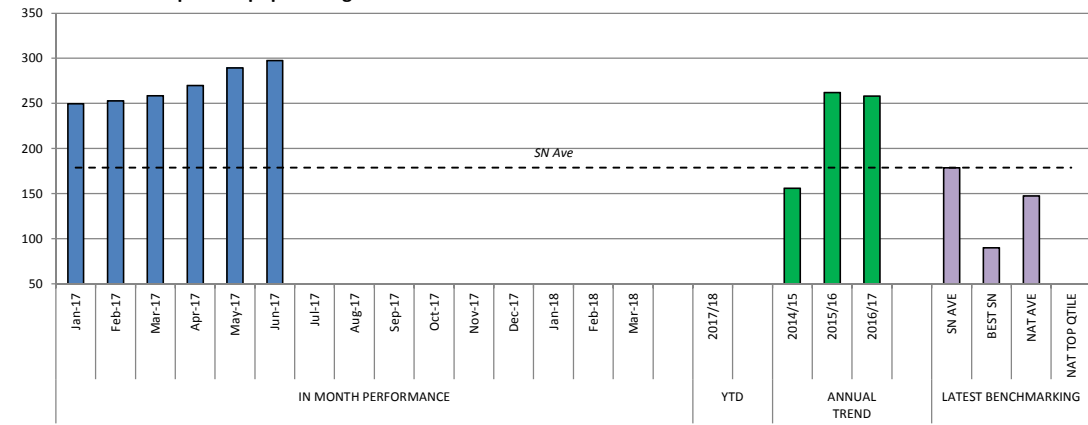 350
300
250
200
150
100
50
SN Ave
Jan-17
Feb-17
Mar-17
Apr-17
May-17
Jun-17
Jul-17
Aug-17
Sep-17
Oct-17
Nov-17
Dec-17
Jan-18
Feb-18
Mar-18
2017/18
2014/15
2015/16
2016/17
SN AVE
BEST SN
NAT AVE
NAT TOP QTILE
IN MONTH PERFORMANCE
YTD
ANNUAL
TREND
LATEST BENCHMARKING